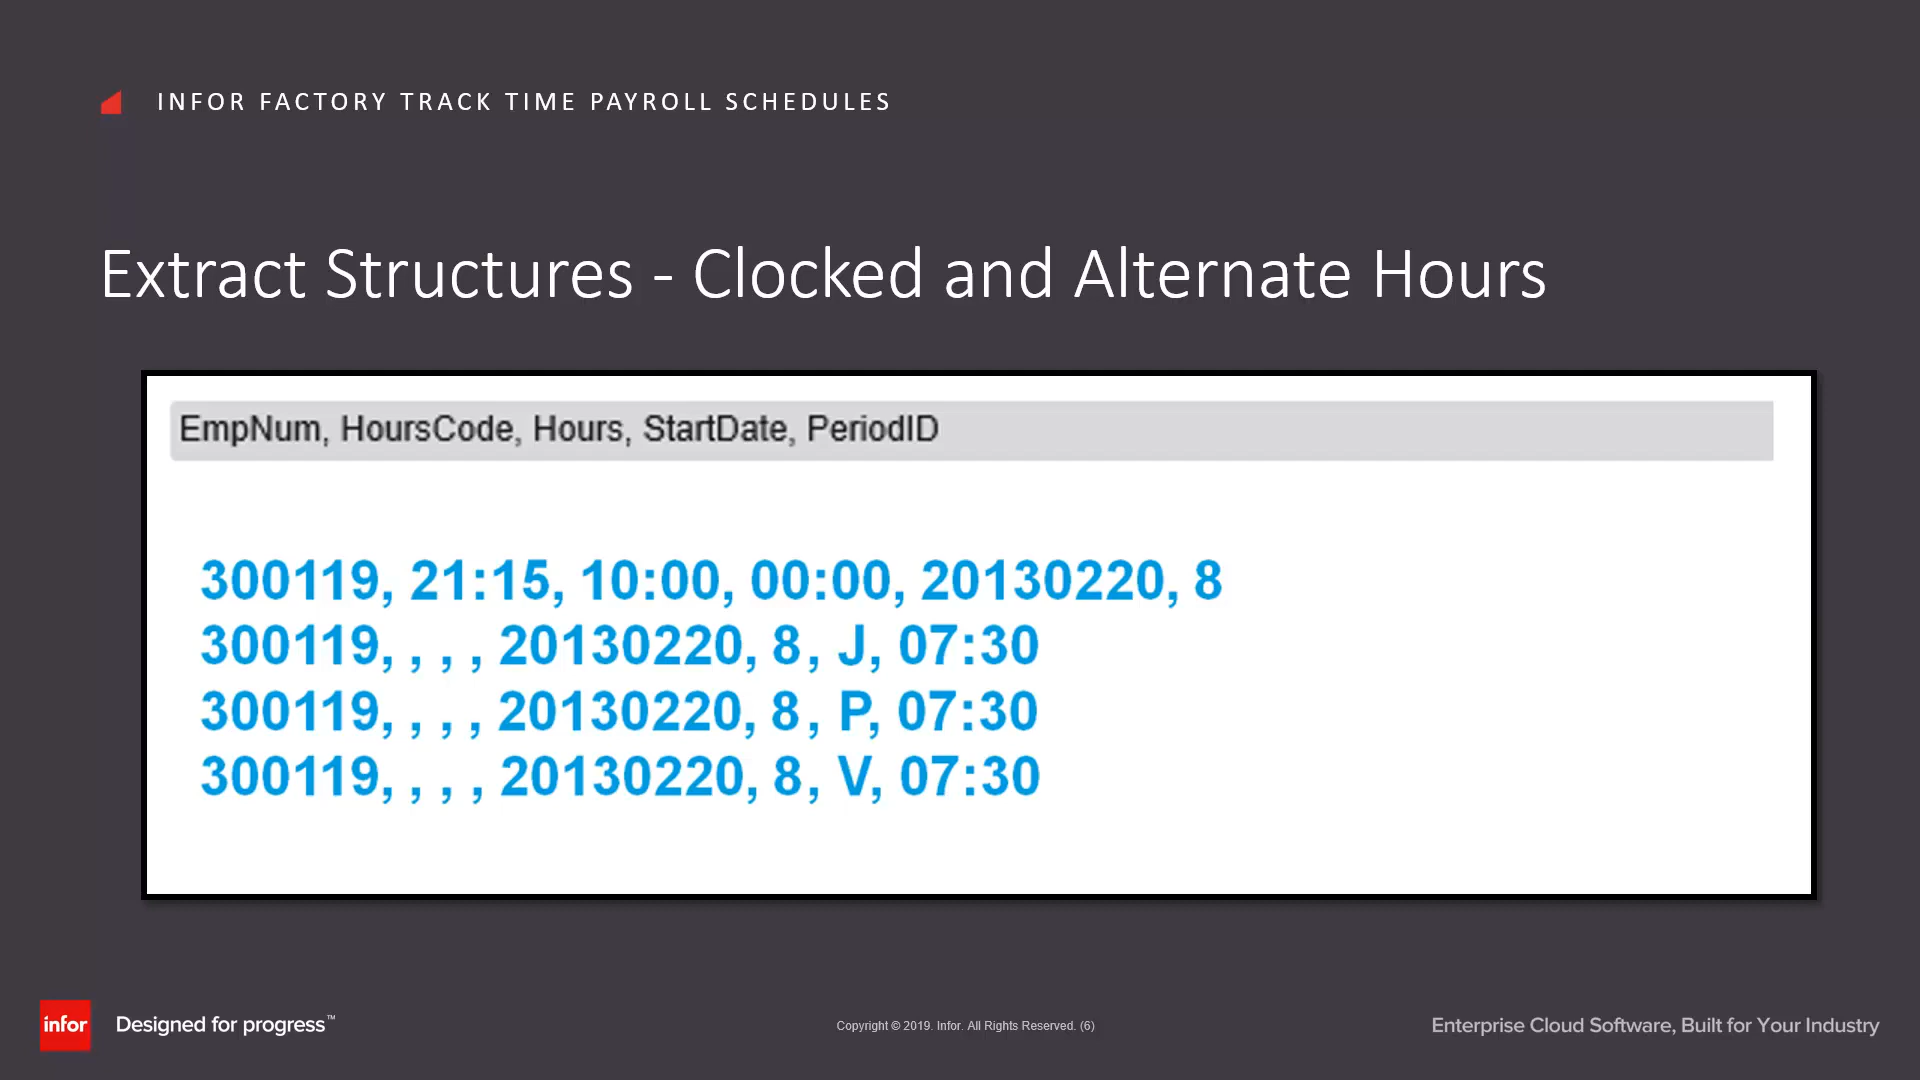 INFOR FACTORY TRACK TIME PAYROLL SCHEDULES
Extract Structures - Clocked and Alternate Hours
EmpNum, HoursCode, Hours, StartDate, PeriodID
300119, 21:15, 10:00, 00:00, 20130220, 8
300119, , , , 20130220, 8, J, 07:30
300119, , , , 20130220, 8, P, 07:30
300119, , , , 20130220, 8, V, 07:30
infor Designed for progress™
Copyright © 2019. Infor. All Rights Reserved. (6)
Enterprise Cloud Software, Built for Your Industry